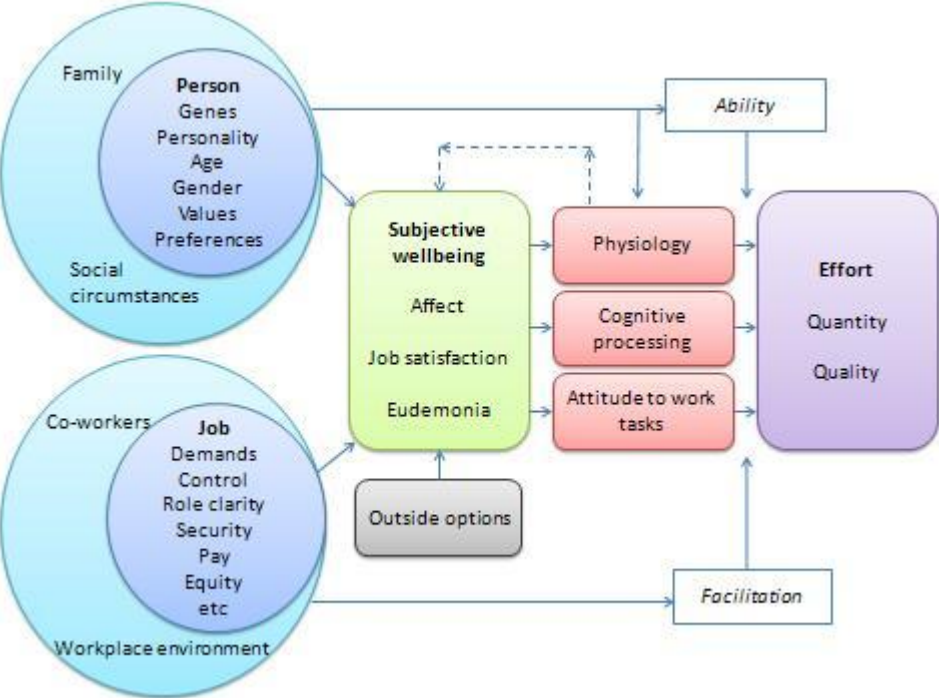 Family
Person
Genes
Personality
Age
Gender
Values
Preferences
Social
circumstances
Co-workers
Job
Demands
Control
Role clarity
Security
Pay
Equity
etc
Workplace environment
Subjective
wellbeing
Affect
Job satisfaction
Eudemonia
Outside options
Ability
Physiology
Cognitive
processing
Attitude to work
tasks
Effort
Quantity
Quality
Facilitation